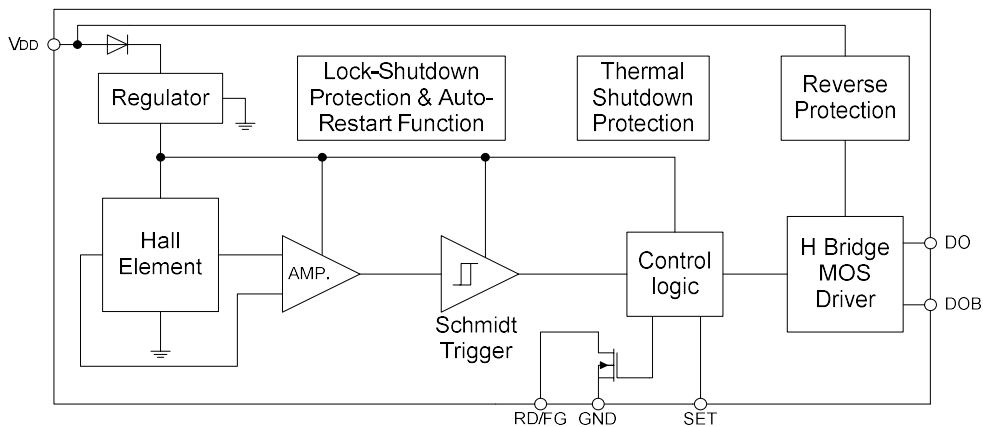 VDD
Regulator
Lock-Shutdown
Protection & Auto-
Restart Function
Thermal
Shutdown
Protection
Reverse
Protection
Hall
Element
AMP.
Schmidt
Trigger
Control
logic
H Bridge
MOS
Driver
DO
DOB
RD/FG
GND
SET